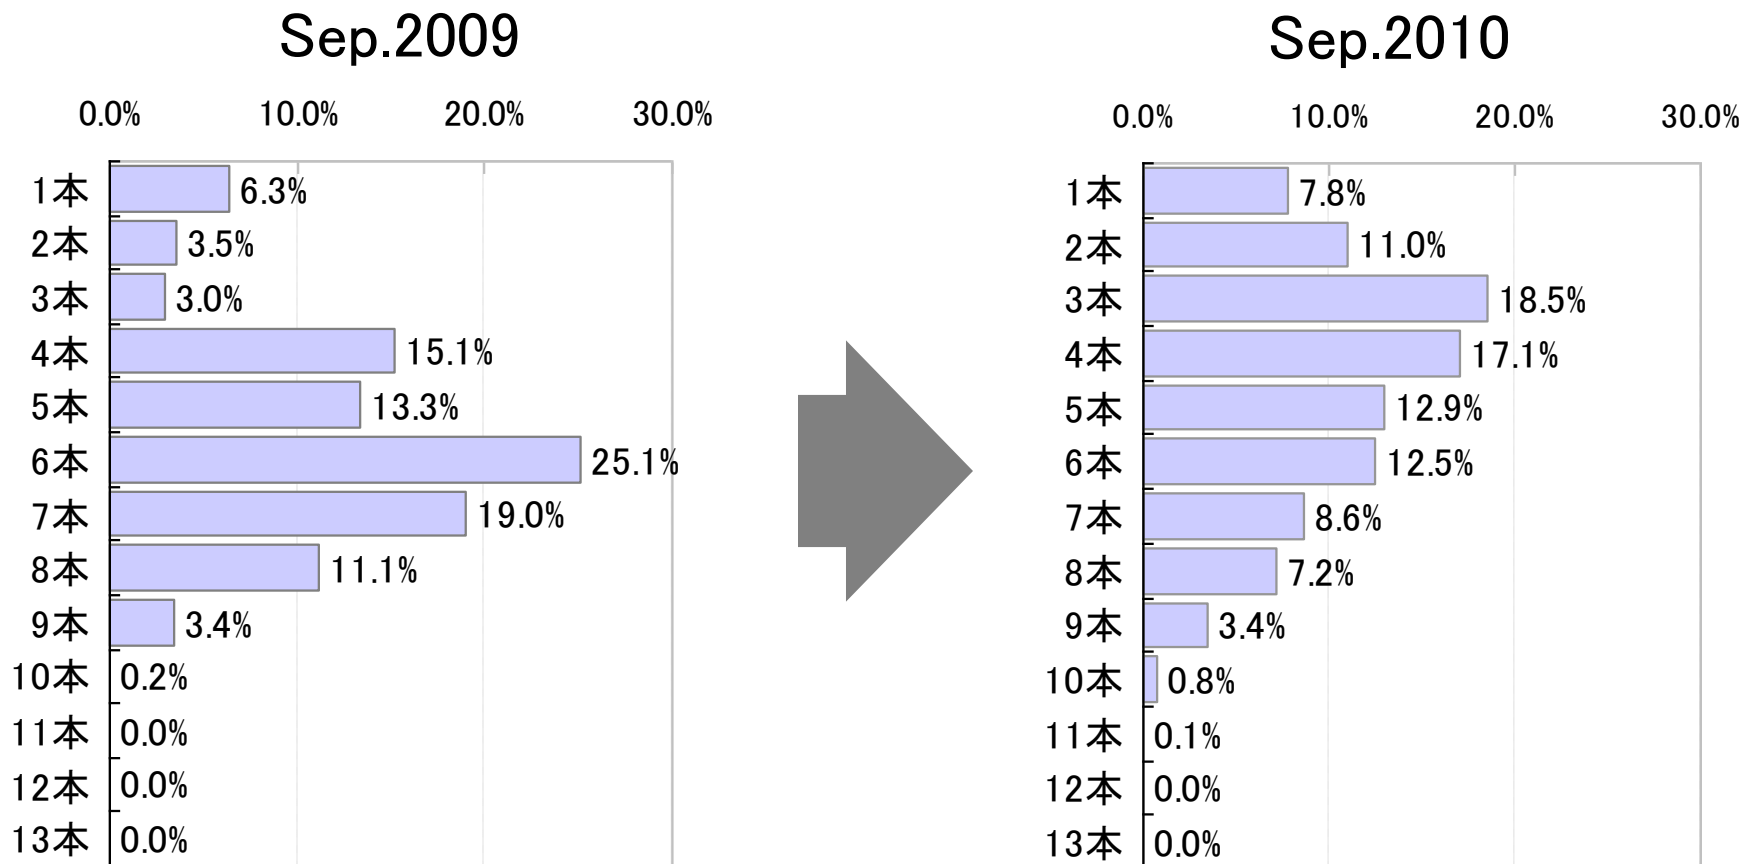 Sep.2009
0.0% 10.0% 20.0% 30.0%
1本 6.3%
2本 3.5%
3本 3.0%
4本 15.1%
5本 13.3%
6本 25.1%
7本 19.0%
8本 11.1%
9本 3.4%
10本 0.2%
11本 0.0%
12本 0.0%
13本 0.0%
Sep.2010
0.0% 10.0% 20.0% 30.0%
1本 7.8%
2本 11.0%
3本 18.5%
4本 17.1%
5本 12.9%
6本 12.5%
7本 8.6%
8本 7.2%
9本 3.4%
10本 0.8%
11本 0.1%
12本 0.0%
13本 0.0%